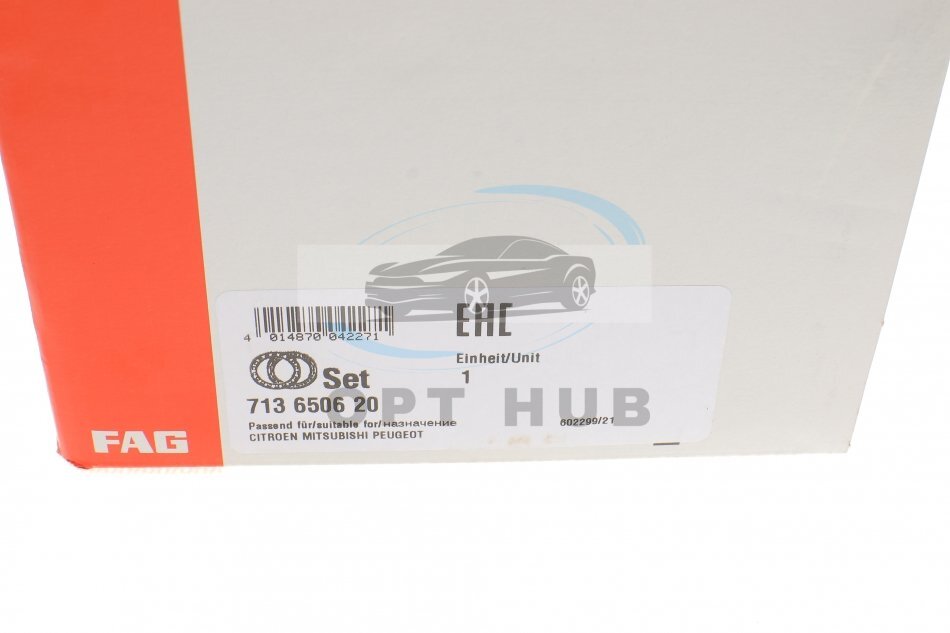 EAC
4 014870 042271
Einheit/Unit
Set
1
713 6506 20
OPT HUB
Passend für/suitable for/назначение
602299/21
CITROEN MITSUBISHI PEUGEOT
FAG